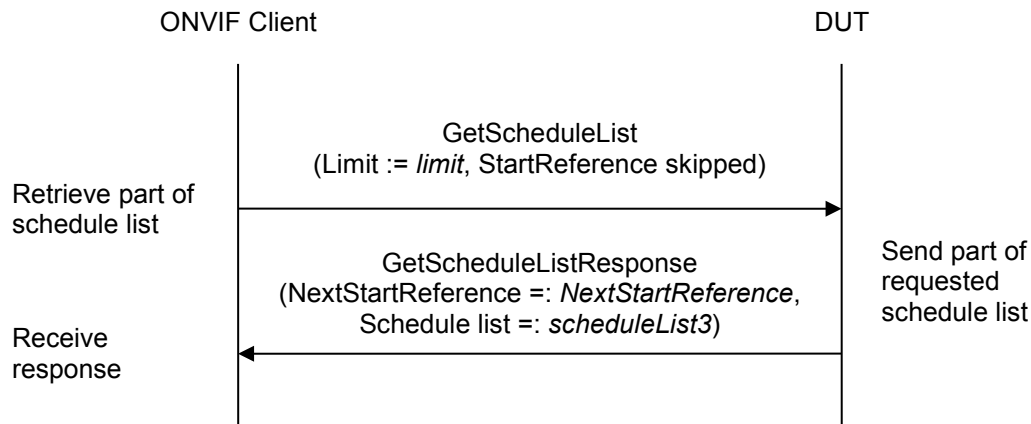 ONVIF Client
DUT
GetScheduleList
(Limit := limit, StartReference skipped)
Retrieve part of
schedule list
GetScheduleListResponse
(NextStartReference =: NextStartReference,
Schedule list =: scheduleList3)
Send part of
requested
schedule list
Receive
response